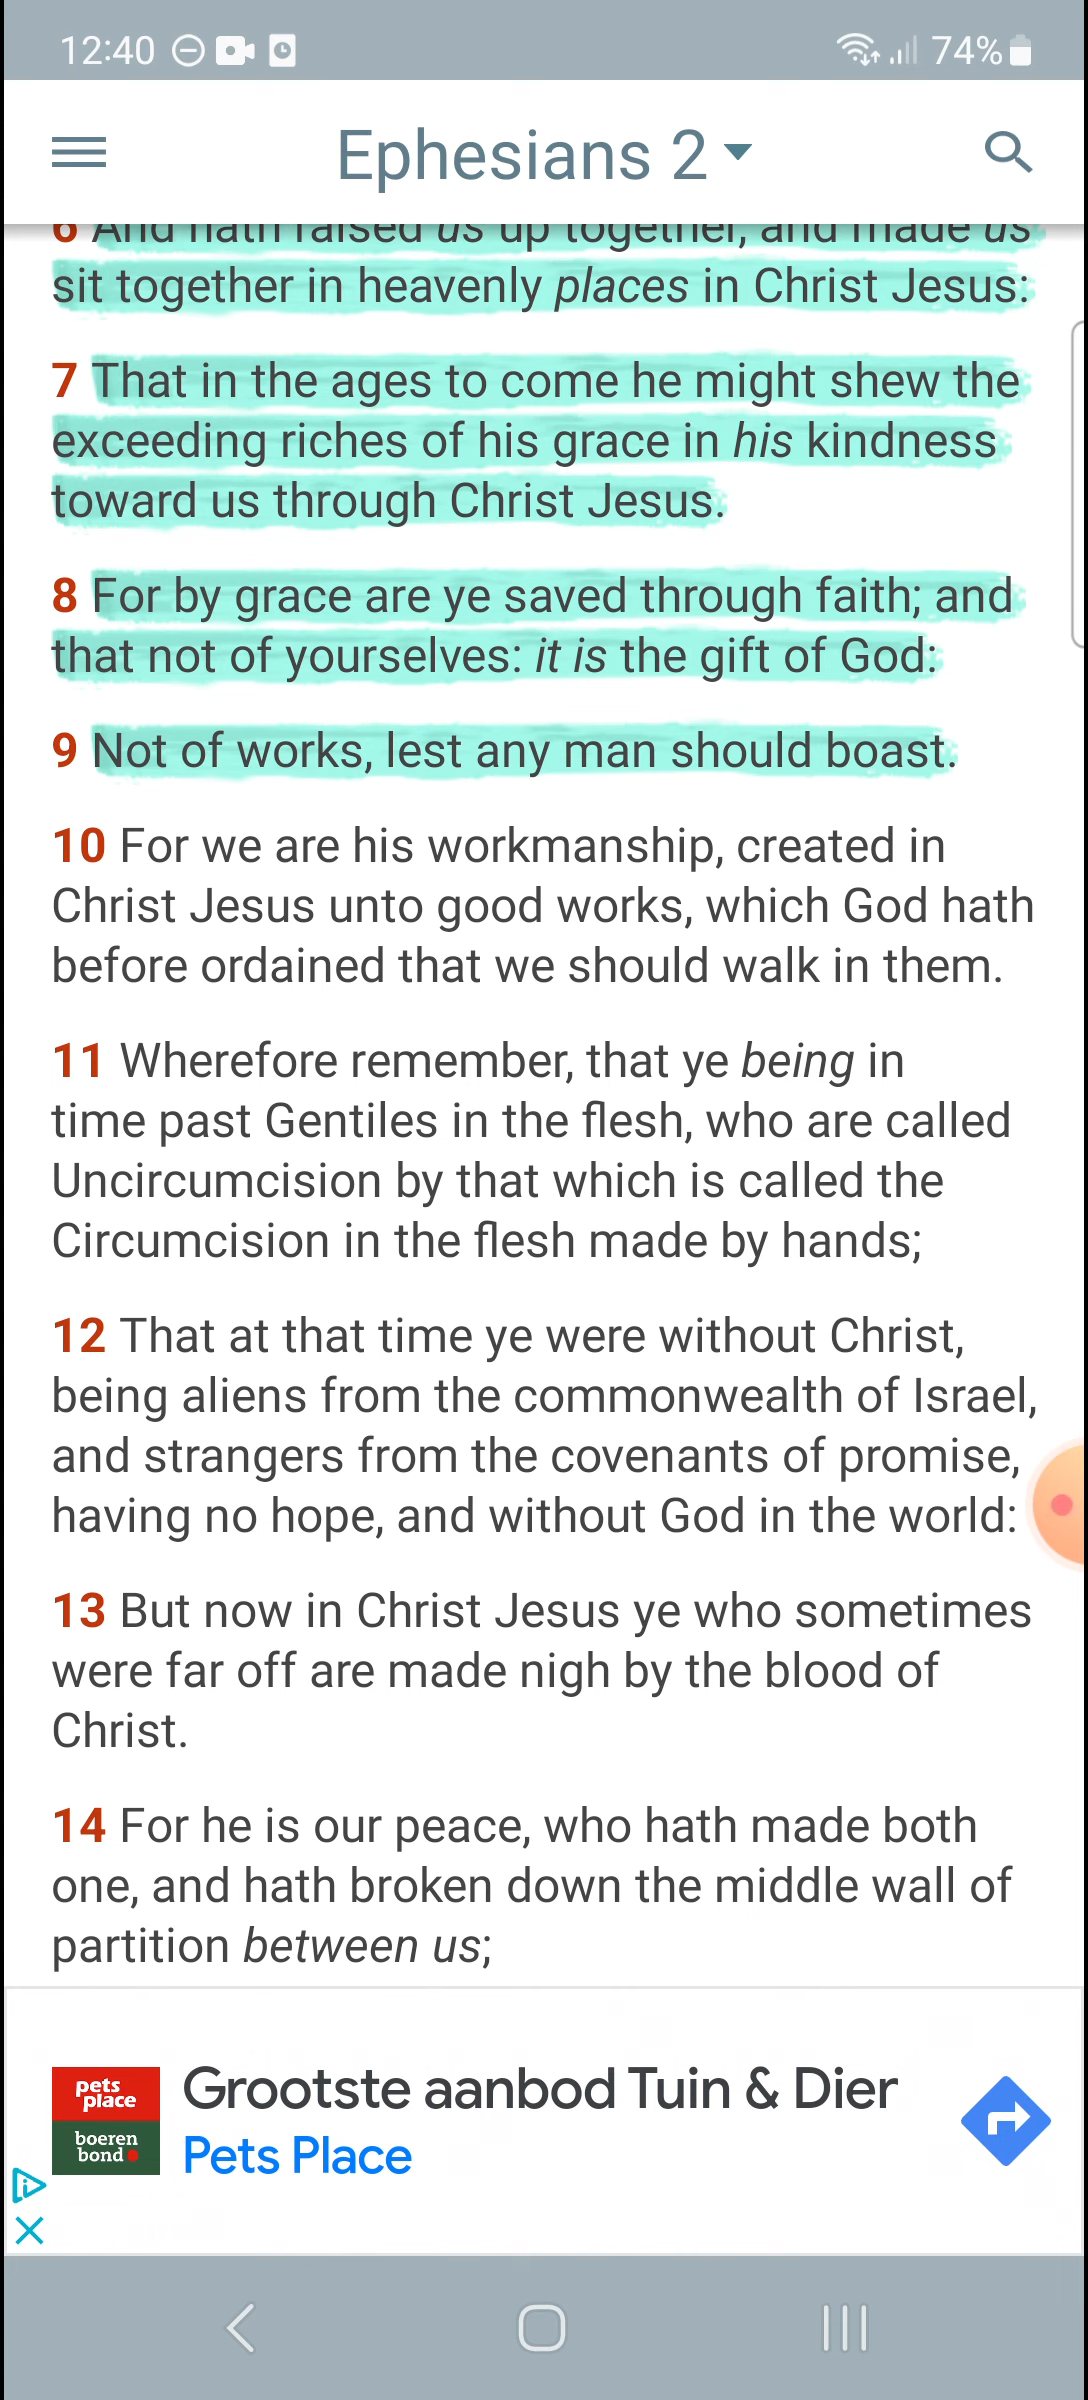 12:40
74%
Ephesians 2
6 And hath raised us up together, and made us
sit together in heavenly places in Christ Jesus:
7 That in the ages to come he might shew the
exceeding riches of his grace in his kindness
toward us through Christ Jesus.
8 For by grace are ye saved through faith; and
that not of yourselves: it is the gift of God:
9 Not of works, lest any man should boast.
10 For we are his workmanship, created in
Christ Jesus unto good works, which God hath
before ordained that we should walk in them.
11 Wherefore remember, that ye being in
time past Gentiles in the flesh, who are called
Uncircumcision by that which is called the
Circumcision in the flesh made by hands;
12 That at that time ye were without Christ,
being aliens from the commonwealth of Israel,
and strangers from the covenants of promise,
having no hope, and without God in the world:
13 But now in Christ Jesus ye who sometimes
were far off are made nigh by the blood of
Christ.
14 For he is our peace, who hath made both
one, and hath broken down the middle wall of
partition between us;
pets
place
boeren
bond
Grootste aanbod Tuin & Dier
Pets Place